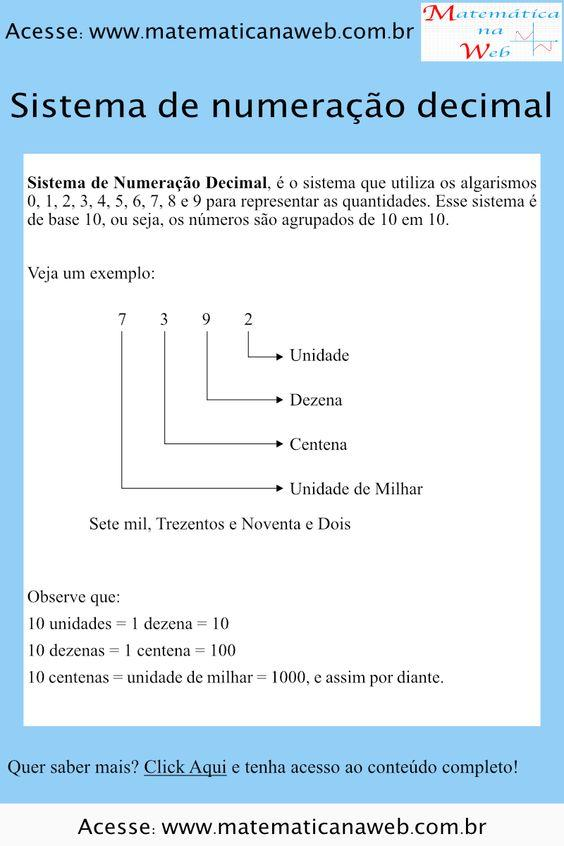 Acesse: www.matematicanaweb.com.br
Matemática
na
Web
Sistema de numeração decimal
Sistema de Numeração Decimal, é o sistema que utiliza os algarismos
0, 1, 2, 3, 4, 5, 6, 7, 8 e 9 para representar as quantidades. Esse sistema é
de base 10, ou seja, os números são agrupados de 10 em 10.
Veja um exemplo:
7 3 9 2
Unidade
Dezena
Centena
Unidade de Milhar
Sete mil, Trezentos e Noventa e Dois
Observe que:
10 unidades = 1 dezena = 10
10 dezenas = 1 centena = 100
10 centenas = unidade de milhar = 1000, e assim por diante.
Quer saber mais? Click Aqui e tenha acesso ao conteúdo completo!
Acesse: www.matematicanaweb.com.br